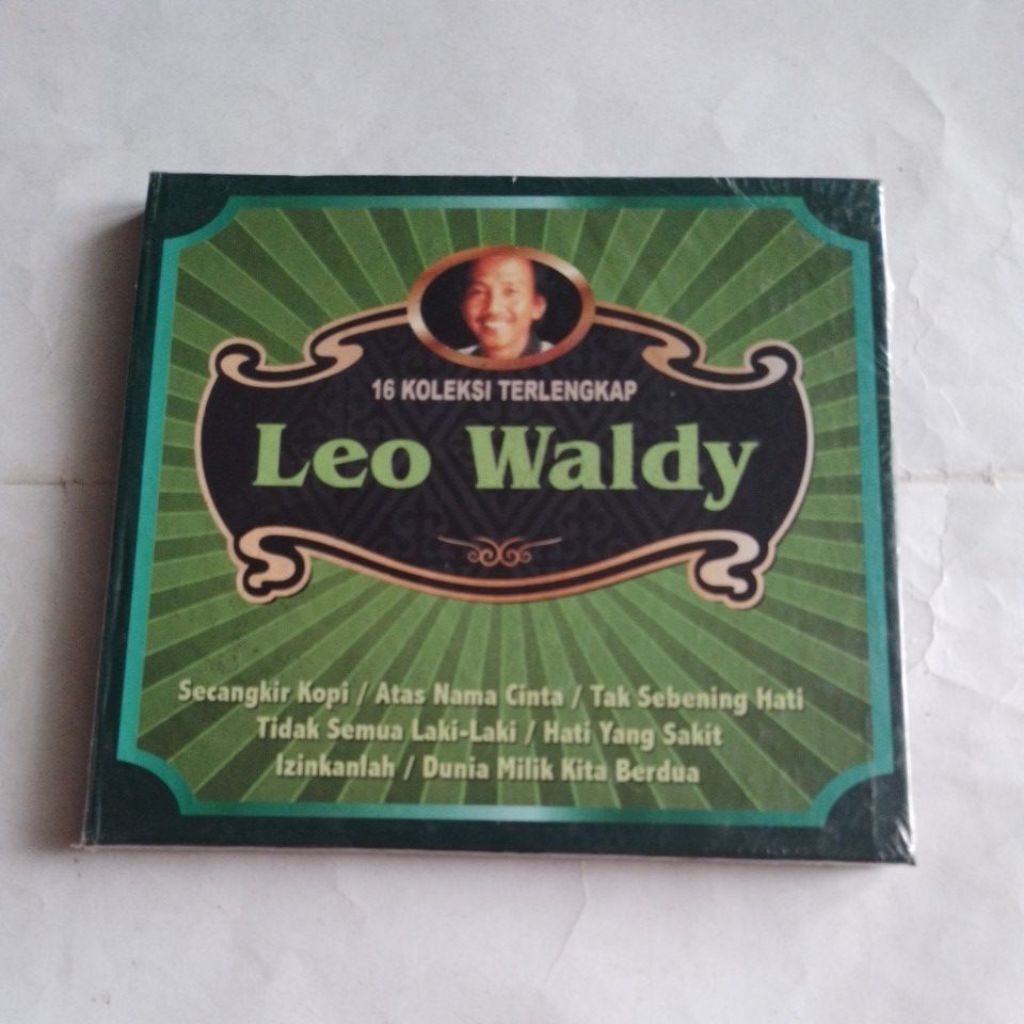 16 KOLEKSI TERLENGKAP
Leo Waldy
Secangkir Kopi / Atas Nama Cinta / Tak Sebening Hati
Tidak Semua Laki-Laki / Hati Yang Sakit
Izinkanlah / Dunia Milik Kita Berdua